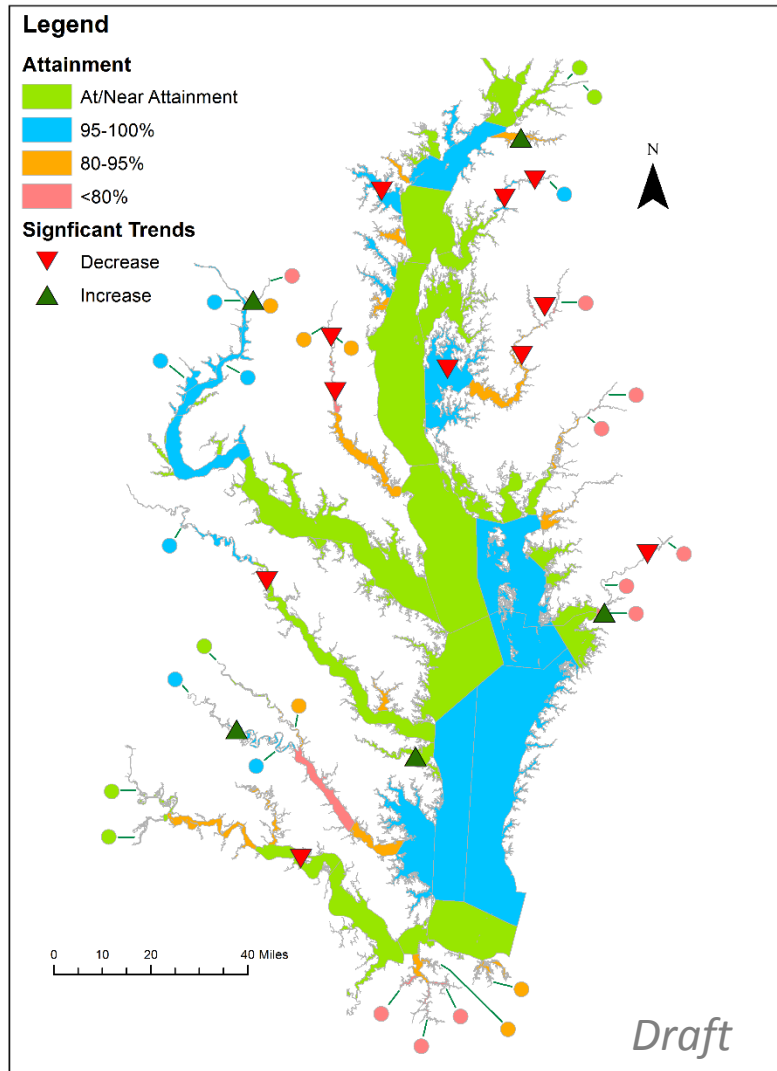 Legend
Attainment
At/Near Attainment
95-100%
80-95%
<80%
Signficant Trends
Decrease
Increase
N
0 10 20 40 Miles
Draft